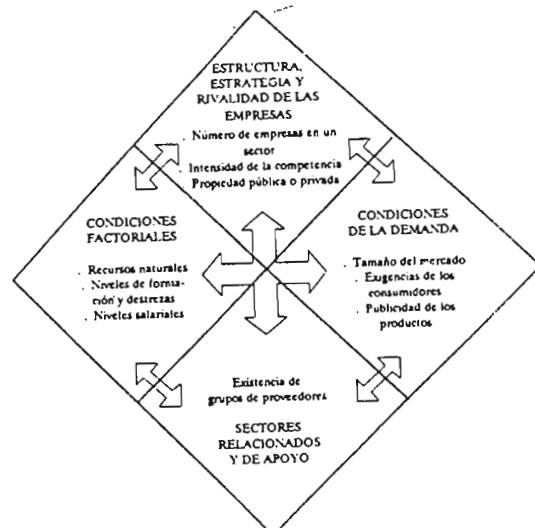 ESTRUCTURA,
ESTRATEGIA Y
RIVALIDAD DE LAS
EMPRESAS
. Número de empresas en un
sector
. Intensidad de la competencia
Propiedad pública o privada
CONDICIONES
FACTORIALES
. Recursos naturales
. Niveles de forma-
ción y destrezas
. Niveles salariales
CONDICIONES
DE LA DEMANDA
. Tamaño del mercado
. Exigencias de los
consumidores
. Publicidad de los
productos
Existencia de
grupos de proveedores
SECTORES
RELACIONADOS
Y DE APOYO